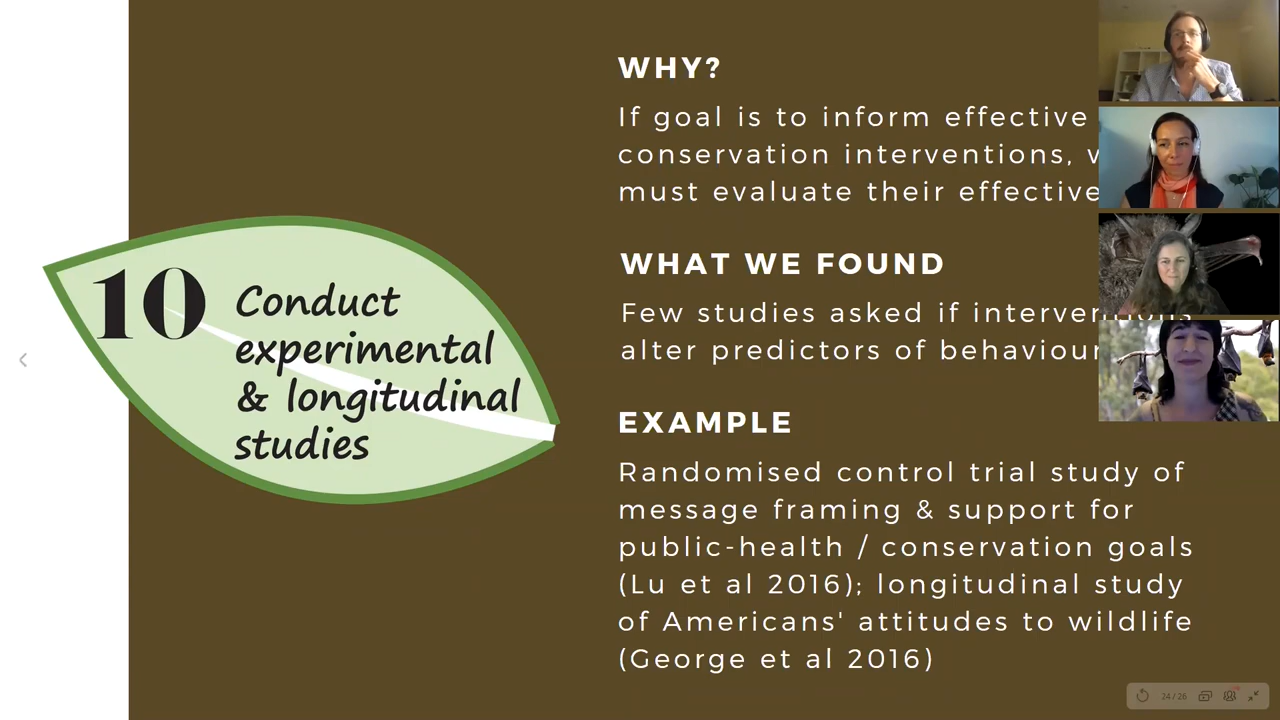 10
Conduct
experimental
& longitudinal
studies
WHY?
If goal is to inform effective
conservation interventions,
must evaluate their
WHAT WE FOUND
Few studies asked if interventions
alter predictors of behaviour
EXAMPLE
Randomised control trial study of
message framing & support for
public-health / conservation goals
(Lu et al 2016); longitudinal study
of Americans' attitudes to wildlife
(George et al 2016)
24 / 26